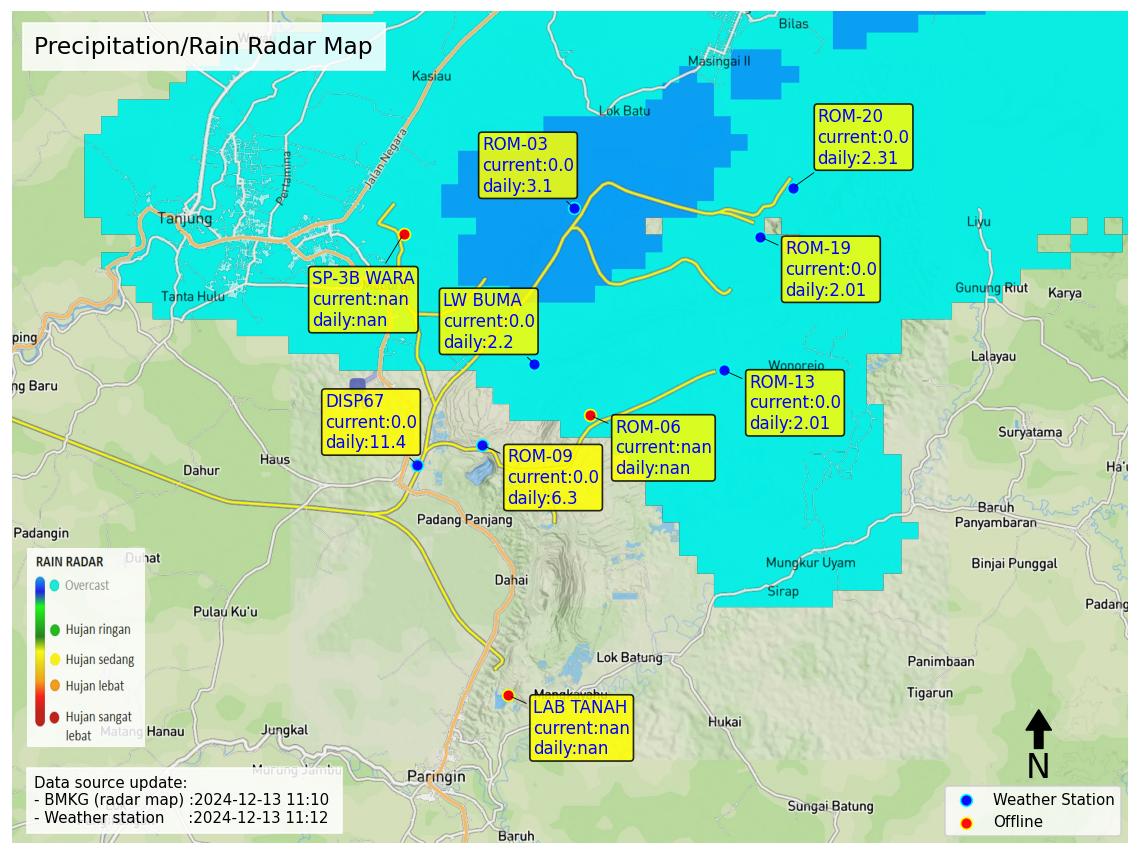 Precipitation/Rain Radar Map
Bilas
Masingai II
Kasiau
Lok Batu
ROM-20
current:0.0
daily:2.31
ROM-03
current:0.0
daily:3.1
Jalan Negara
Pertamina
Tanjung
Liyu
ROM-19
current:0.0
daily:2.01
SP-3B WARA
current:nan
daily:nan
LW BUMA
current:0.0
daily:2.2
Tanta Hulu
Gunung Riut
Karya
ping
Lalayau
Wonorejo
ng Baru
ROM-13
current:0.0
daily:2.01
DISP67
current:0.0
daily:11.4
ROM-06
current:nan
daily:nan
Suryatama
ROM-09
current:0.0
daily:6.3
Haus
Dahur
Ha'u
Baruh
Panyambaran
Padang Panjang
Padangin
Duhat
Mungkur Uyam
Binjai Punggal
Dahai
Sirap
Padang
Pulau Ku'u
RAIN RADAR
Overcast
Hujan ringan
Hujan sedang
Hujan lebat
Hujan sangat
lebat
Lok Batung
Panimbaan
Tigarun
Mangkayahu
LAB TANAH
current:nan
daily:nan
Hukai
Matang Hanau
Jungkal
Murung Jambu
Paringin
N
Sungai Batung
Baruh
Data source update:
- BMKG (radar map) :2024-12-13 11:10
- Weather station :2024-12-13 11:12
Weather Station
Offline